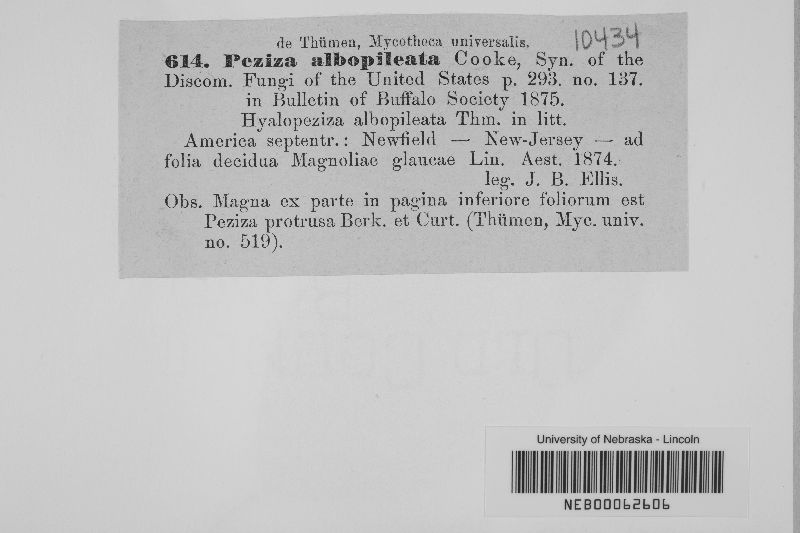 de Thümen, Mycotheca universalis.
10434
614. Peziza albopileata Cooke, Syn. of the
Discom. Fungi of the United States p. 293. no. 137.
in Bulletin of Buffalo Society 1875.
Hyalopeziza albopileata Thm. in litt.
America septentr.: Newfield — New-Jersey — ad
folia decidua Magnoliae glaucae Lin. Aest. 1874.
leg. J. B. Ellis.
Obs. Magna ex parte in pagina inferiore foliorum est
Peziza protrusa Berk. et Curt. (Thümen, Myc. univ.
no. 519).
University of Nebraska - Lincoln
NEB00062606